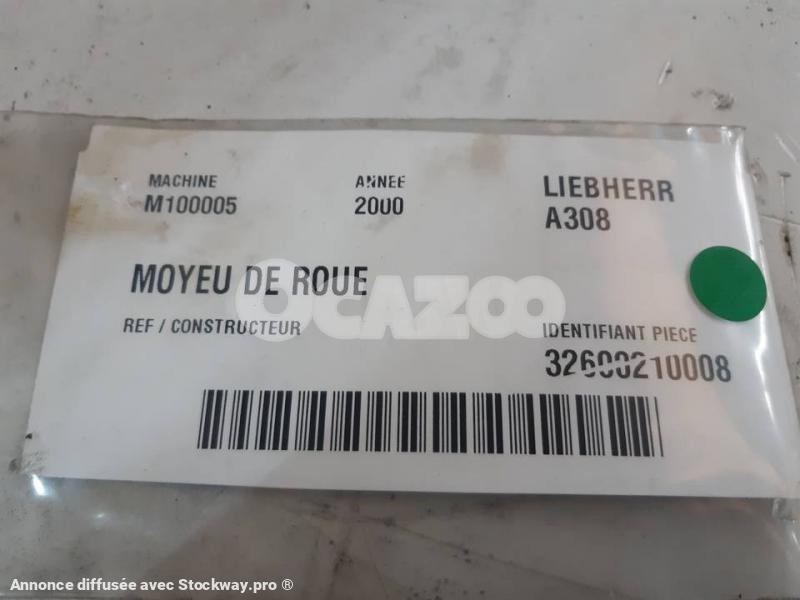 MACHINE
M100005
ANNEE
2000
LIEBHERR
A308
MOYEU DE ROUE
OCAZOO
REF / CONSTRUCTEUR
IDENTIFIANT PIECE
32600210008
Annonce diffusée avec Stockway.pro ®